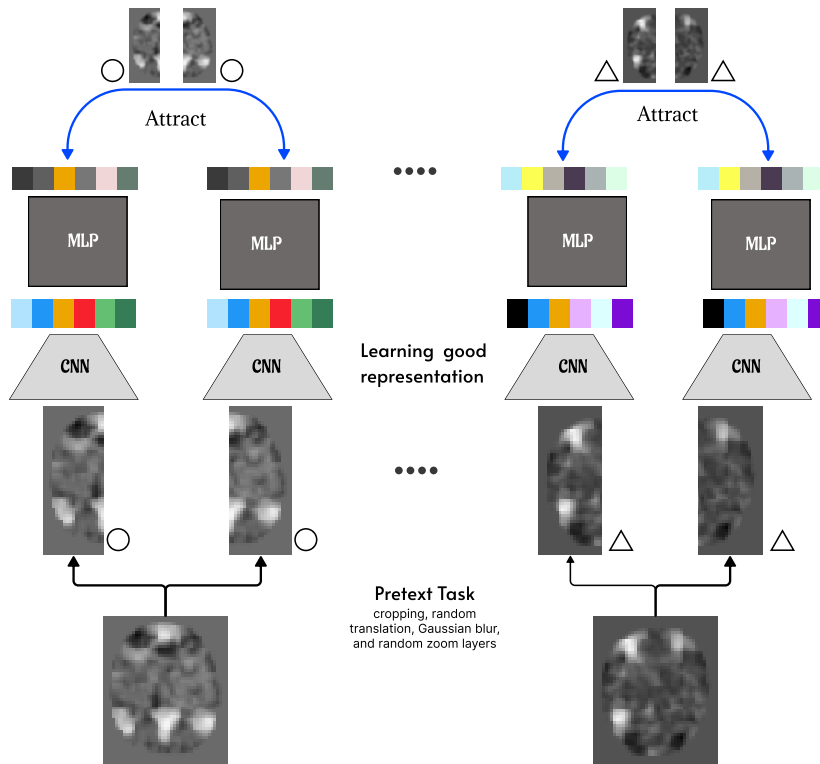 Attract
Attract
MLP
MLP
MLP
MLP
Learning good
representation
CNN
CNN
CNN
CNN
Pretext Task
cropping, random
translation, Gaussian blur,
and random zoom layers